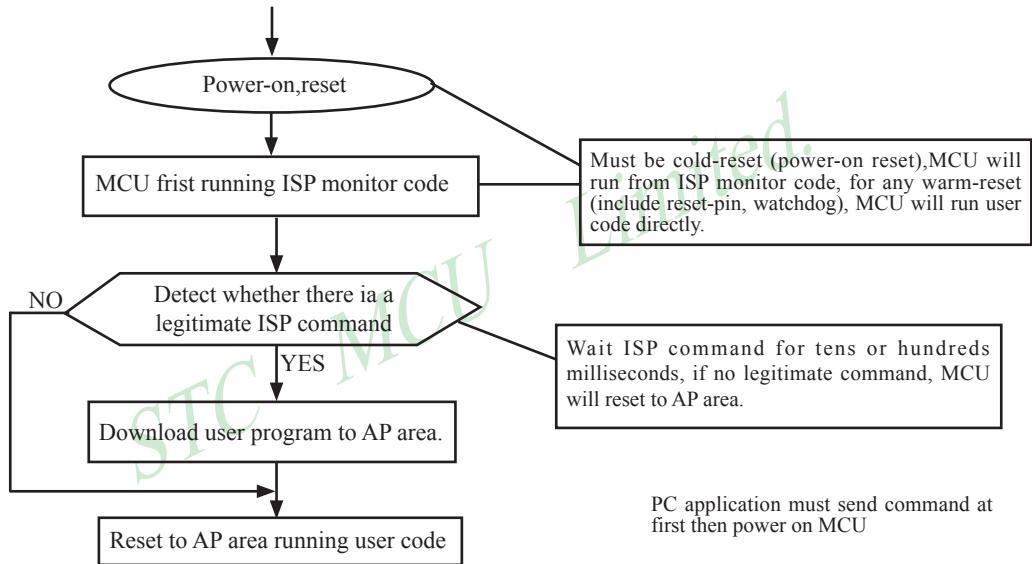 Power-on,reset
MCU frist running ISP monitor code
Must be cold-reset (power-on reset),MCU will
run from ISP monitor code, for any warm-reset
(include reset-pin, watchdog), MCU will run user
code directly.
NO
Detect whether there ia a
legitimate ISP command
YES
Wait ISP command for tens or hundreds
milliseconds, if no legitimate command, MCU
will reset to AP area.
Download user program to AP area.
PC application must send command at
first then power on MCU
Reset to AP area running user code
STC MCU Limited.